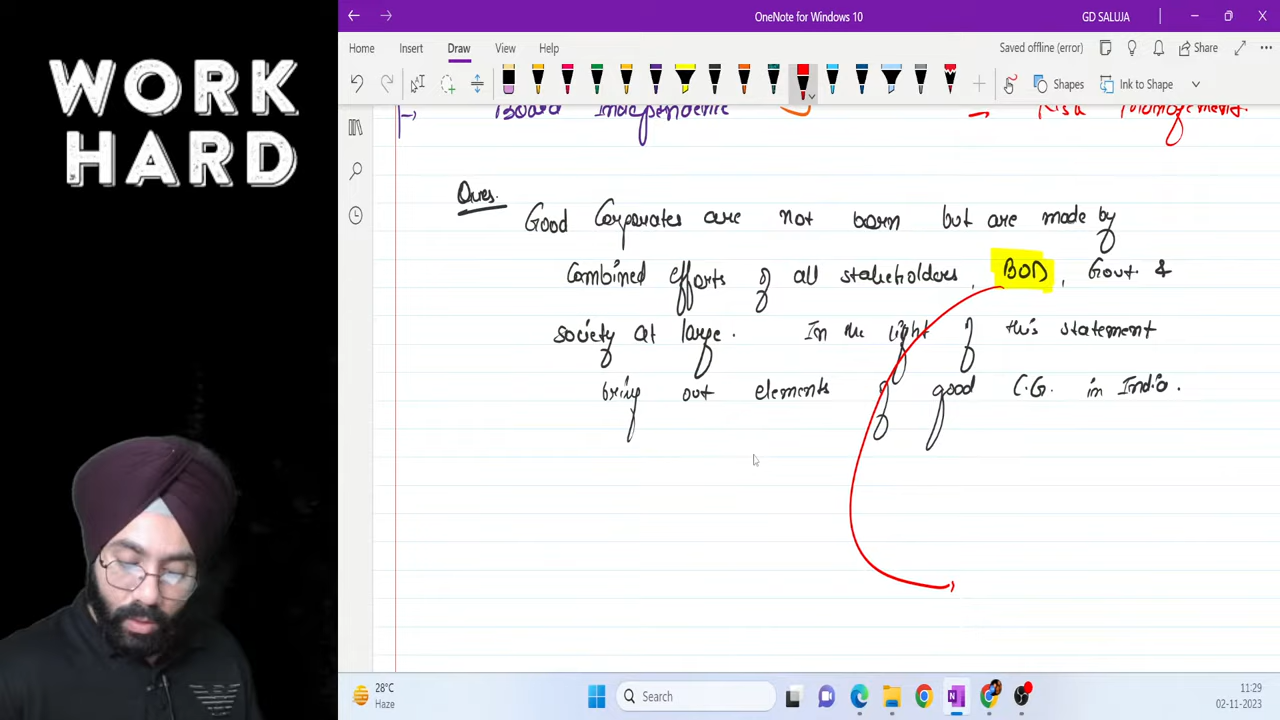 WORK
HARD
OneNote for Windows 10
GD SALUJA
Home Insert Draw View Help
Saved offline (error)
Share
Shapes
Ink to Shape
Board Independence
Risk Management.
Ques.
Good Corporates are not born but are made by
Combined efforts of all stakeholders, BOD, Govt &
society at large. In the light of this statement
bring out elements of good C.G. in India.
26°C
Haze
Search
11:29
02-11-2023